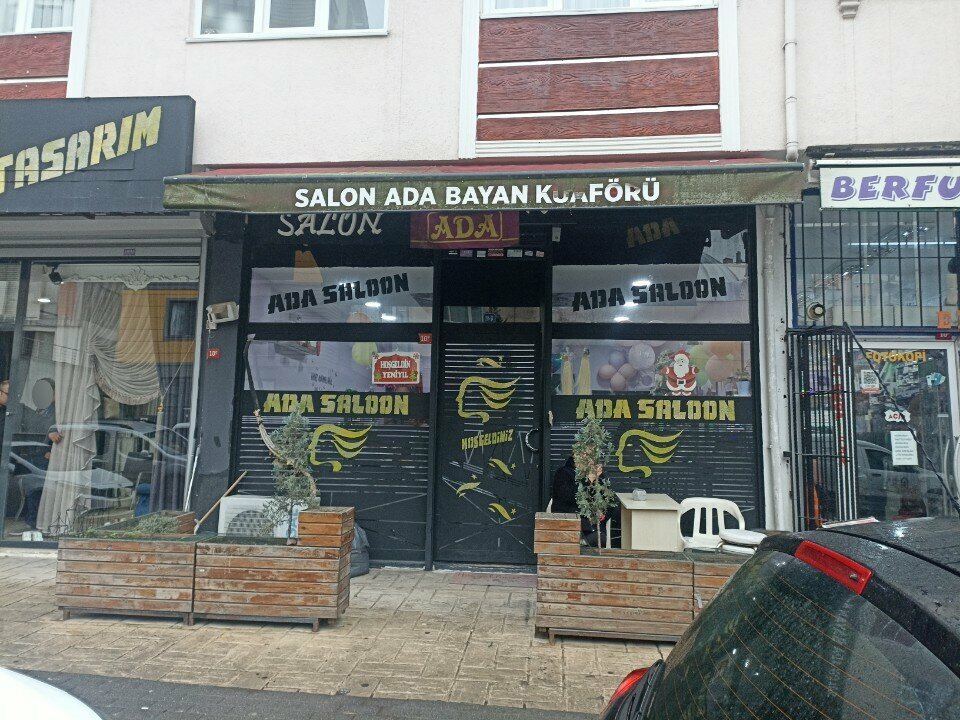 TASARIM
SALON ADA BAYAN KUAFÖRÜ
BERFU
SALON
ADA
ADA
ADA SALOON
ADA SALOON
HOŞGELDİN
YENİ YIL
ADA SALOON
ADA SALOON
HOŞGELDİNİZ
FOTOKOPİ
AÇIK